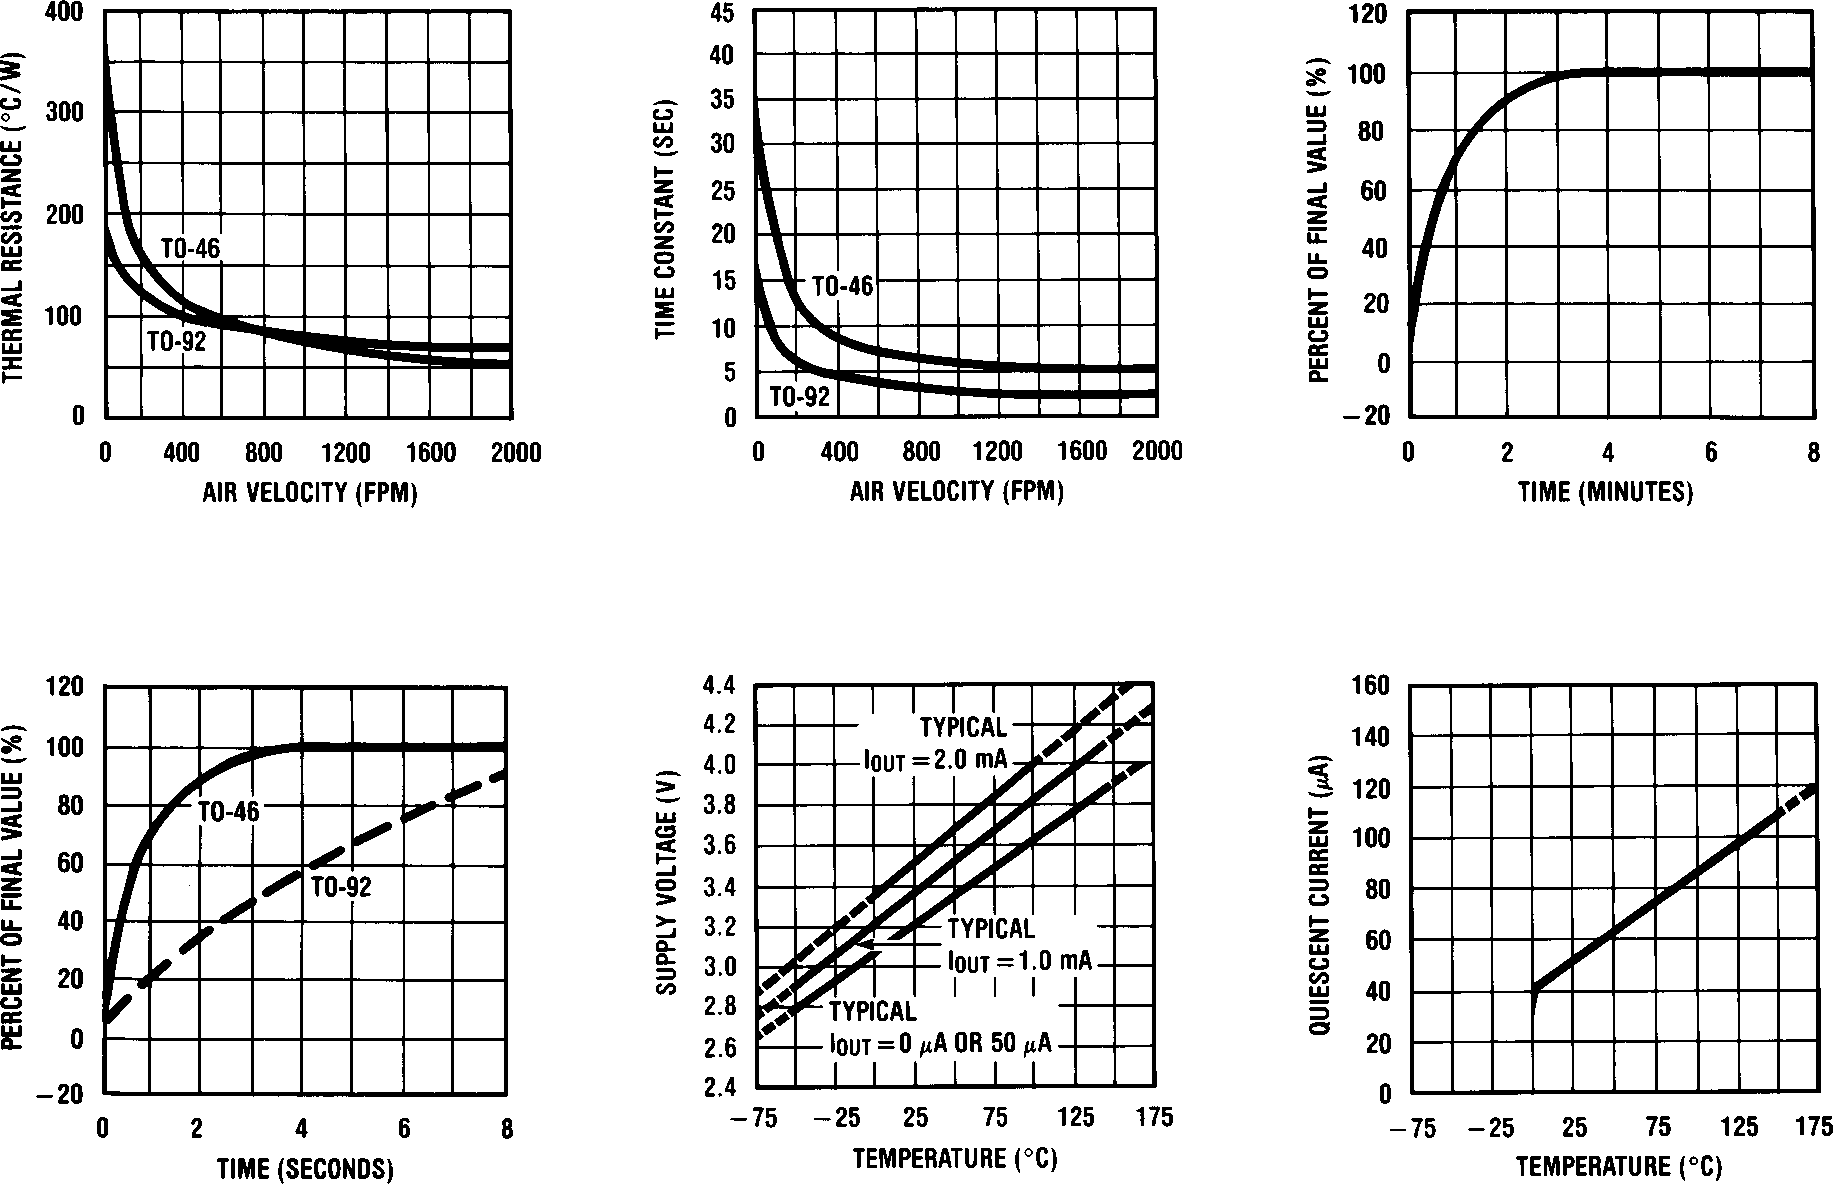 THERMAL RESISTANCE (°C/W)
400
300
200
100
0
TO-46
TO-92
0 400 800 1200 1600 2000
AIR VELOCITY (FPM)
TIME CONSTANT (SEC)
45
40
35
30
25
20
15
10
5
0
TO-46
TO-92
0 400 800 1200 1600 2000
AIR VELOCITY (FPM)
PERCENT OF FINAL VALUE (%)
120
100
80
60
40
20
0
−20
0 2 4 6 8
TIME (MINUTES)
PERCENT OF FINAL VALUE (%)
120
100
80
60
40
20
0
−20
TO-46
TO-92
0 2 4 6 8
TIME (SECONDS)
SUPPLY VOLTAGE (V)
4.4
4.2
4.0
3.8
3.6
3.4
3.2
3.0
2.8
2.6
2.4
TYPICAL
IOUT = 2.0 mA
TYPICAL
IOUT = 1.0 mA
TYPICAL
IOUT = 0 μA OR 50 μA
−75 −25 25 75 125 175
TEMPERATURE (°C)
QUIESCENT CURRENT (μA)
160
140
120
100
80
60
40
20
0
−75 −25 25 75 125 175
TEMPERATURE (°C)